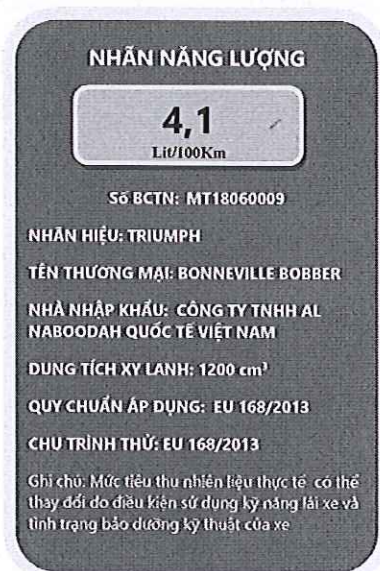 NHÃN NĂNG LƯỢNG
4,1
Lít/100Km
Số BCTN: MT18060009
NHÃN HIỆU: TRIUMPH
TÊN THƯƠNG MẠI: BONNEVILLE BOBBER
NHÀ NHẬP KHẨU: CÔNG TY TNHH AL
NABOODAH QUỐC TẾ VIỆT NAM
DUNG TÍCH XY LANH: 1200 cm³
QUY CHUẨN ÁP DỤNG: EU 168/2013
CHU TRÌNH THỬ: EU 168/2013
Ghi chú: Mức tiêu thu nhiên liệu thực tế có thể
thay đổi do điều kiện sử dụng kỹ năng lái xe và
tình trạng bảo dưỡng kỹ thuật của xe